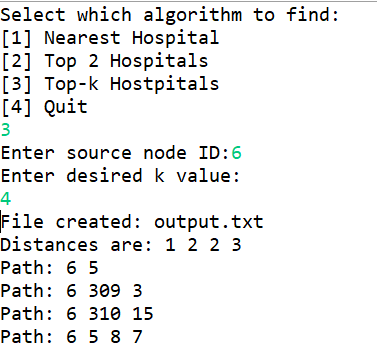 Select which algorithm to find:
[1] Nearest Hospital
[2] Top 2 Hospitals
[3] Top-k Hostpitals
[4] Quit
3
Enter source node ID:6
Enter desired k value:
4
File created: output.txt
Distances are: 1 2 2 3
Path: 6 5
Path: 6 309 3
Path: 6 310 15
Path: 6 5 8 7